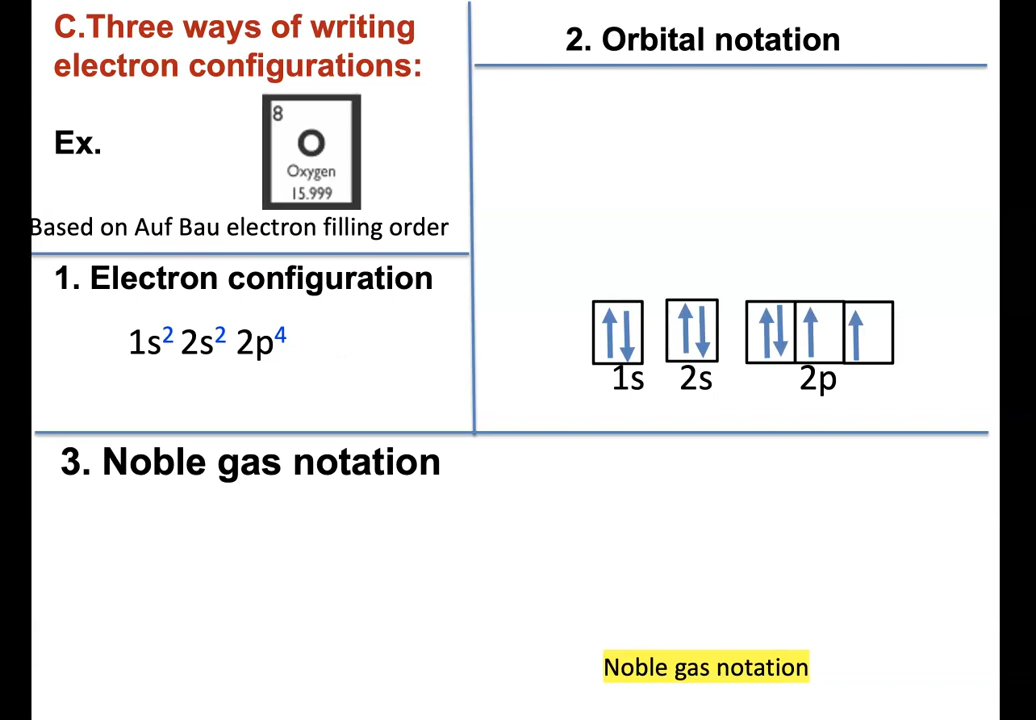 C.Three ways of writing
electron configurations:
Ex.
8
O
Oxygen
15.999
Based on Auf Bau electron filling order
1. Electron configuration
1s² 2s² 2p⁴
2. Orbital notation
1s 2s 2p
3. Noble gas notation
Noble gas notation